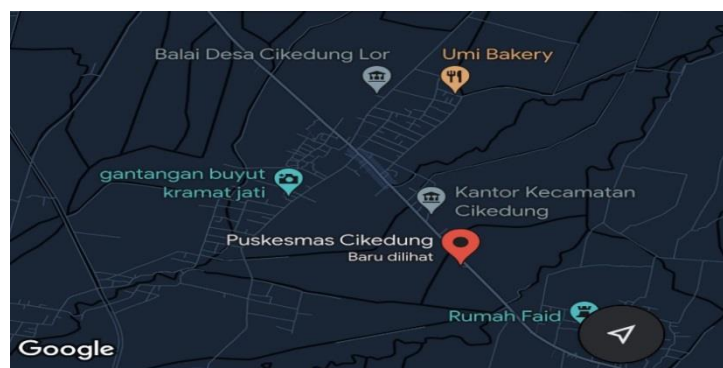 Balai Desa Cikedung Lor
Umi Bakery
gantangan buyut
kramat jati
Kantor Kecamatan
Cikedung
Puskesmas Cikedung
Baru dilihat
Rumah Faid
Google